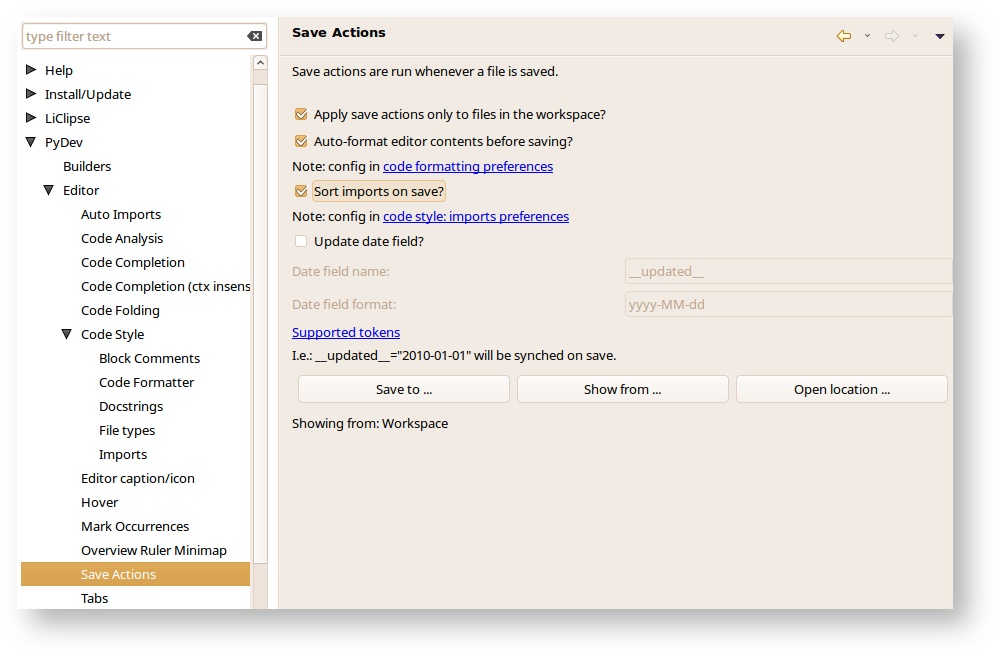 type filter text
Help
Install/Update
LiClipse
PyDev
Builders
Editor
Auto Imports
Code Analysis
Code Completion
Code Completion (ctx insens
Code Folding
Code Style
Block Comments
Code Formatter
Docstrings
File types
Imports
Editor caption/icon
Hover
Mark Occurrences
Overview Ruler Minimap
Save Actions
Tabs
Save Actions
Save actions are run whenever a file is saved.
Apply save actions only to files in the workspace?
Auto-format editor contents before saving?
Note: config in code formatting preferences
Sort imports on save?
Note: config in code style: imports preferences
Update date field?
Date field name: __updated__
Date field format: yyyy-MM-dd
Supported tokens
I.e.: __updated__="2010-01-01" will be synched on save.
Save to ... Show from ... Open location ...
Showing from: Workspace